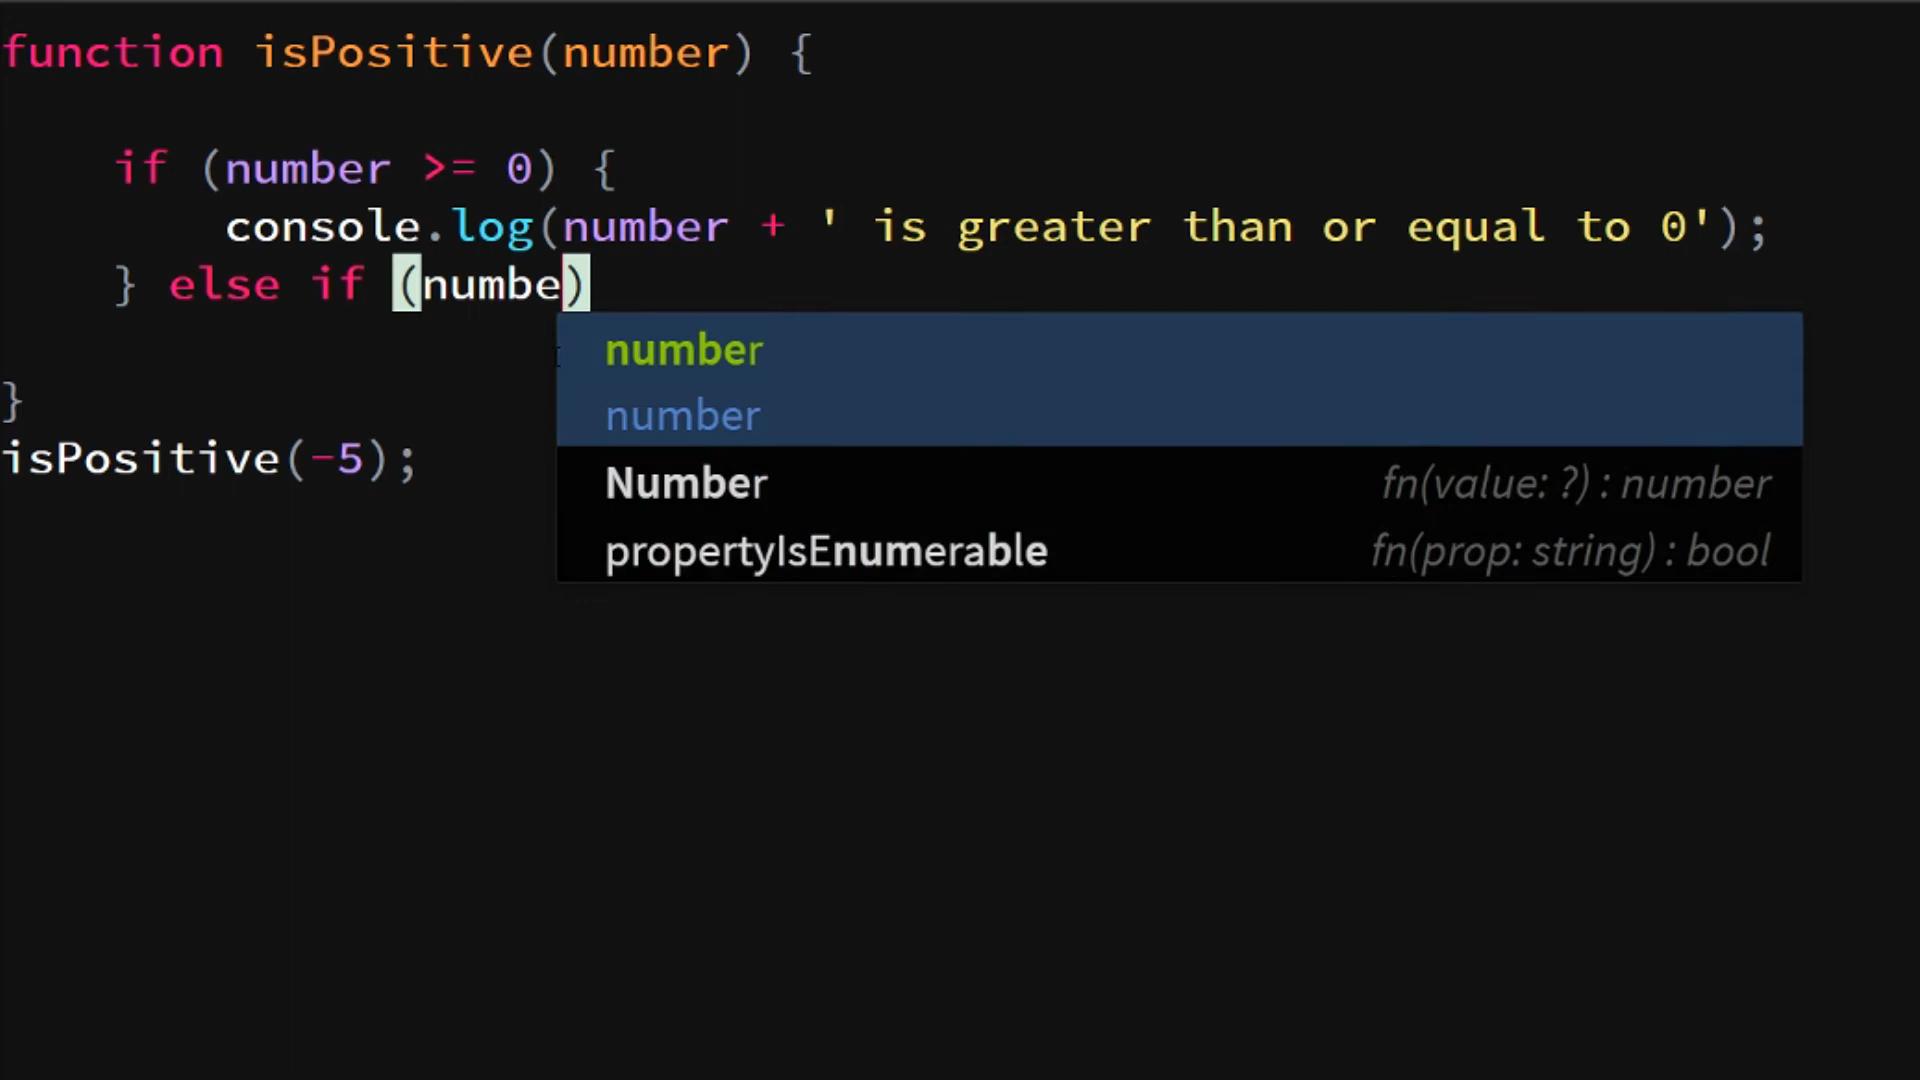 function isPositive(number) {
if (number >= 0) {
console.log(number + ' is greater than or equal to 0');
} else if (numbe)
number
number
Number fn(value: ?) : number
propertyIsEnumerable fn(prop: string) : bool
}
isPositive(-5);